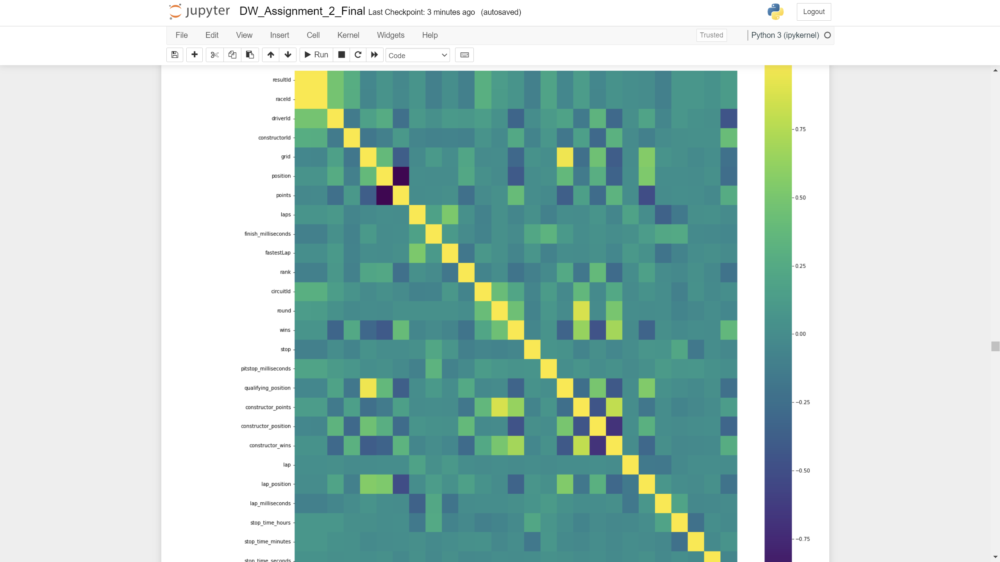 jupyter DW_Assignment_2_Final Last Checkpoint: 3 minutes ago (autosaved) Logout
File Edit View Insert Cell Kernel Widgets Help Trusted Python 3 (ipykernel)
Run Code
resultId
raceId
driverId
constructorId
grid
position
points
laps
finish_milliseconds
fastestLap
rank
circuitId
round
wins
stop
pitstop_milliseconds
qualifying_position
constructor_points
constructor_position
constructor_wins
lap
lap_position
lap_milliseconds
stop_time_hours
stop_time_minutes
stop_time_seconds
0.75
0.50
0.25
0.00
−0.25
−0.50
−0.75